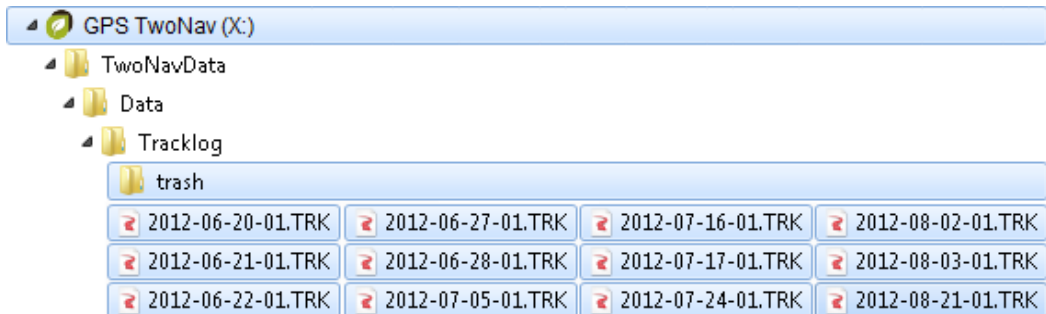 GPS TwoNav (X:)
TwoNavData
Data
Tracklog
trash
2012-06-20-01.TRK 2012-06-27-01.TRK 2012-07-16-01.TRK 2012-08-02-01.TRK
2012-06-21-01.TRK 2012-06-28-01.TRK 2012-07-17-01.TRK 2012-08-03-01.TRK
2012-06-22-01.TRK 2012-07-05-01.TRK 2012-07-24-01.TRK 2012-08-21-01.TRK